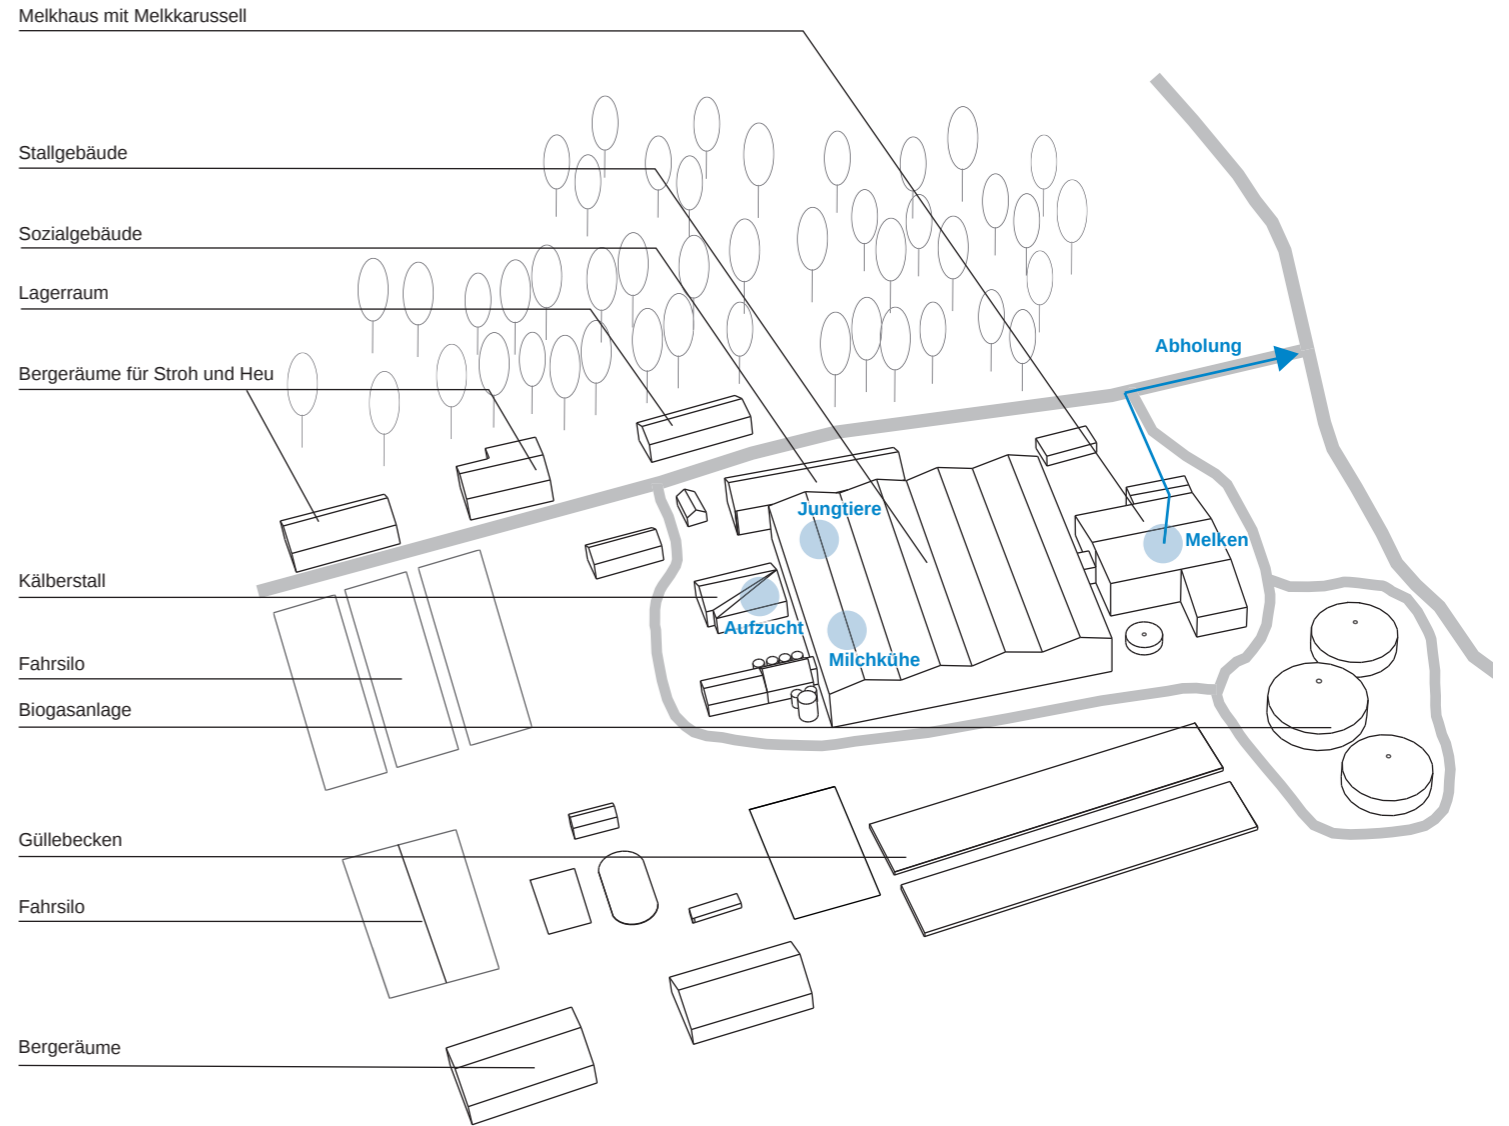 Melkhaus mit Melkkarussell
Stallgebäude
Sozialgebäude
Lagerraum
Abholung
Bergeräume für Stroh und Heu
Jungtiere
Melken
Kälberstall
Aufzucht
Milchkühe
Fahrsilo
Biogasanlage
Güllebecken
Fahrsilo
Bergeräume